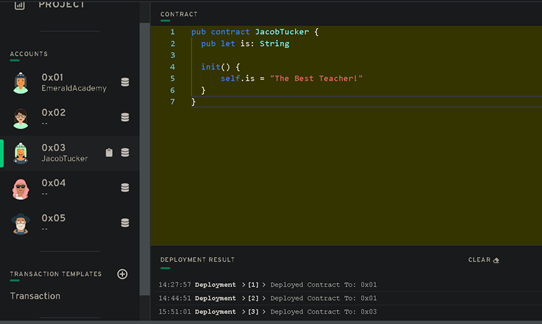 PROJECT
ACCOUNTS
0x01
EmeraldAcademy
0x02
--
0x03
JacobTucker
0x04
--
0x05
--
TRANSACTION TEMPLATES
Transaction
CONTRACT
1 pub contract JacobTucker {
2 pub let is: String
3
4 init() {
5 self.is = "The Best Teacher!"
6 }
7 }
DEPLOYMENT RESULT
CLEAR
14:27:57 Deployment > [1] > Deployed Contract To: 0x01
14:44:51 Deployment > [2] > Deployed Contract To: 0x01
15:51:01 Deployment > [3] > Deployed Contract To: 0x03